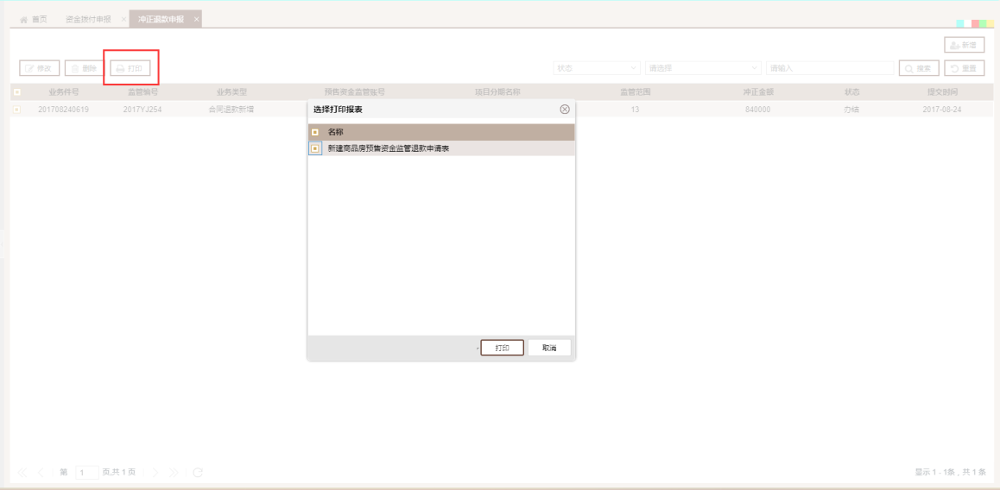 首页 资金拨付申报 × 冲正退款申报 ×
新增
修改 删除 打印 状态 请选择 请输入 搜索 重置
业务件号 监管编号 业务类型 预售资金监管账号 项目分期名称 监管范围 冲正金额 状态 提交时间
201708240619 2017YJ254 合同退款新增 13 840000 办结 2017-08-24
选择打印报表
名称
新建商品房预售资金监管退款申请表
打印 取消
第 1 页,共 1 页 显示 1 - 1条，共 1 条